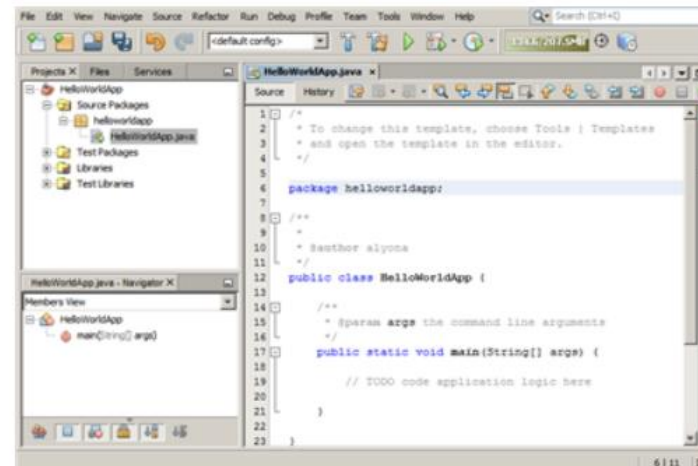 File Edit View Navigate Source Refactor Run Debug Profile Team Tools Window Help
Search (Ctrl+I)
<default config>
Projects X Files Services
HelloWorldApp
Source Packages
helloworldapp
HelloWorldApp.java
Test Packages
Libraries
Test Libraries
HelloWorldApp.java - Navigator X
Members View
HelloWorldApp
main(String[] args)
HelloWorldApp.java x
Source History
1 /*
2 * To change this template, choose Tools | Templates
3 * and open the template in the editor.
4 */
5
6 package helloworldapp;
7
8 /**
9 *
10 * @author alyona
11 */
12 public class HelloWorldApp {
13
14 /**
15 * @param args the command line arguments
16 */
17 public static void main(String[] args) {
18
19 // TODO code application logic here
20
21 }
22
23 }
6 | 11